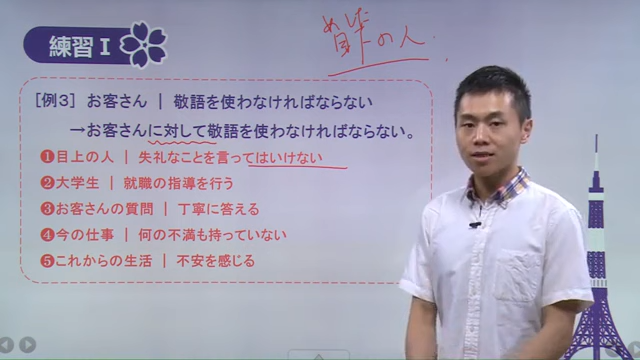 めした
目下の人
練習Ⅰ
[例3] お客さん | 敬語を使わなければならない
→お客さんに対して敬語を使わなければならない。
❶目上の人 | 失礼なことを言ってはいけない
❷大学生 | 就職の指導を行う
❸お客さんの質問 | 丁寧に答える
❹今の仕事 | 何の不満も持っていない
❺これからの生活 | 不安を感じる